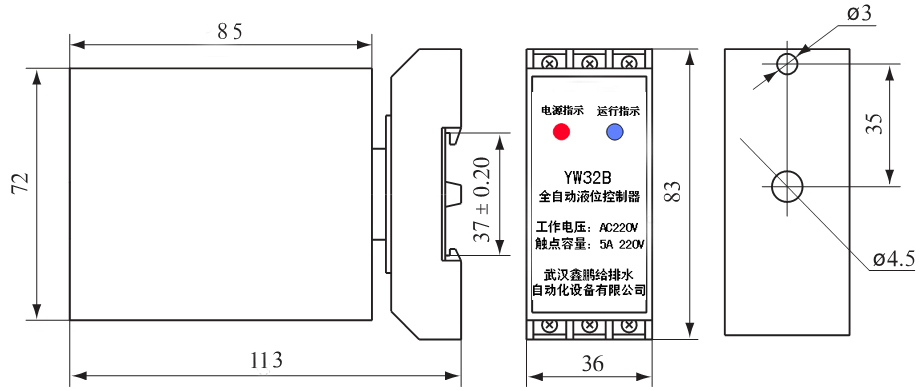 85
72
113
37 ± 0.20
电源指示 运行指示
YW32B
全自动液位控制器
工作电压：AC220V
触点容量：5A 220V
武汉鑫鹏给排水
自动化设备有限公司
36
83
ø3
35
ø4.5